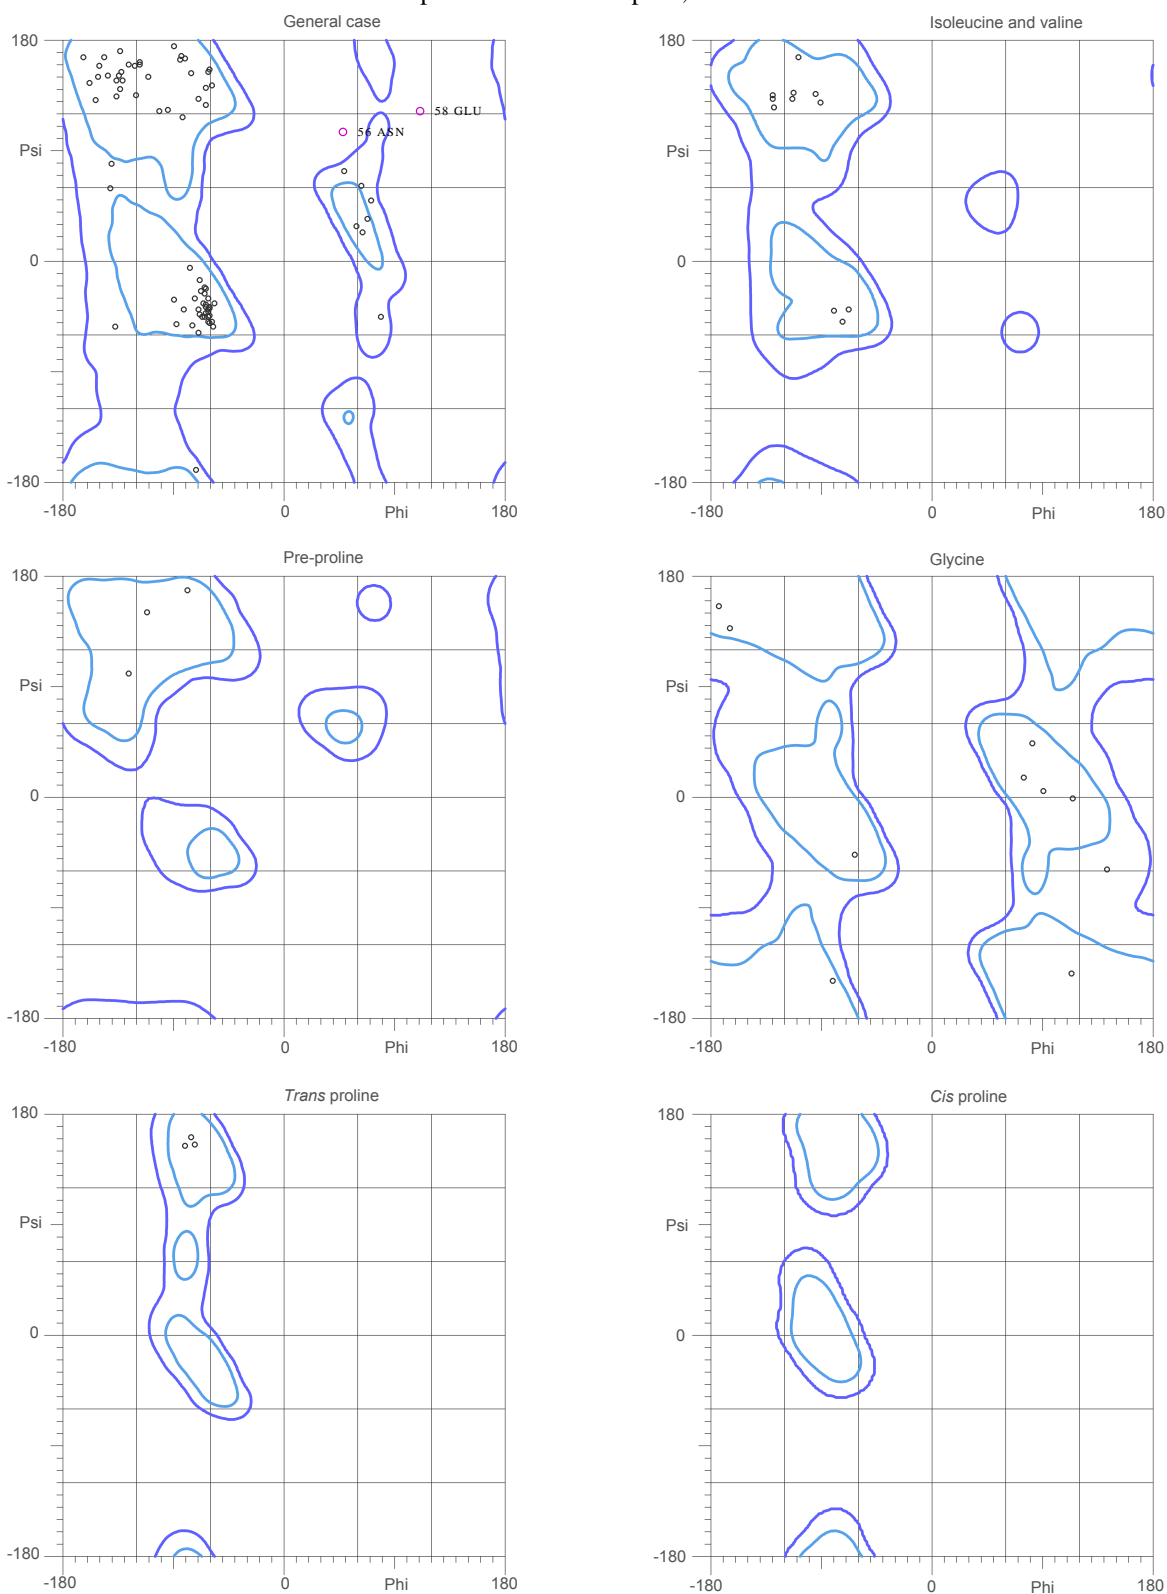 General case
Isoleucine and valine
180
180
58 GLU
56 ASN
Psi
Psi
0
0
-180
-180
-180
0
Phi
180
-180
0
Phi
180
Pre-proline
Glycine
180
180
Psi
Psi
0
0
-180
-180
-180
0
Phi
180
-180
0
Phi
180
Trans proline
Cis proline
180
180
Psi
Psi
0
0
-180
-180
-180
0
Phi
180
-180
0
Phi
180